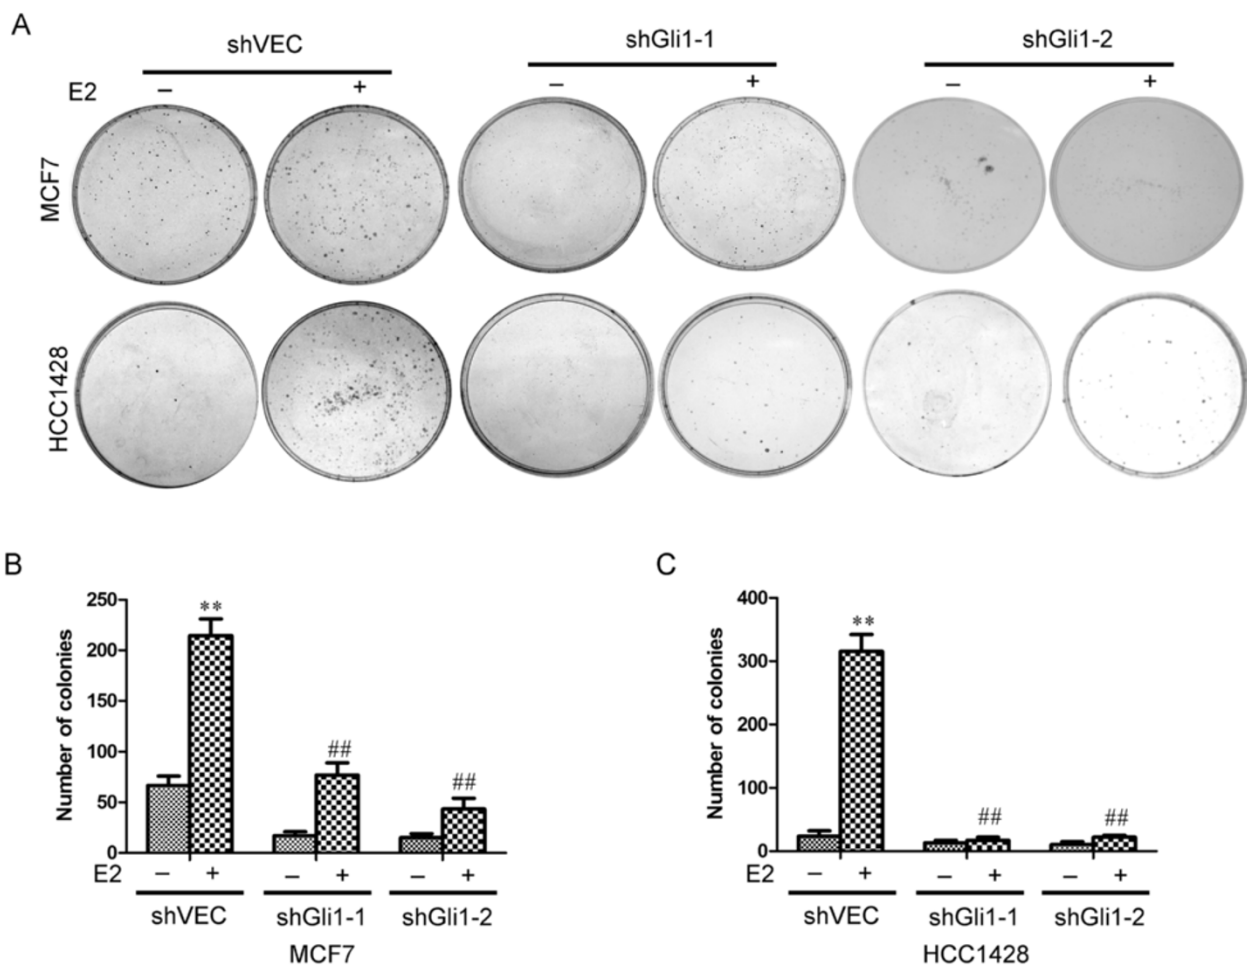 A
shVEC
shGli1-1
shGli1-2
E2 – + – + – +
MCF7
HCC1428
B
Number of colonies
250
200
150
100
50
0
**
##
##
E2 – + – + – +
shVEC shGli1-1 shGli1-2
MCF7
C
Number of colonies
400
300
200
100
0
**
##
##
E2 – + – + – +
shVEC shGli1-1 shGli1-2
HCC1428